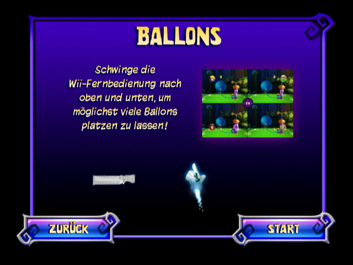 BALLONS
Schwinge die
Wii-Fernbedienung nach
oben und unten, um
möglichst viele Ballons
platzen zu lassen!
ZURÜCK
START